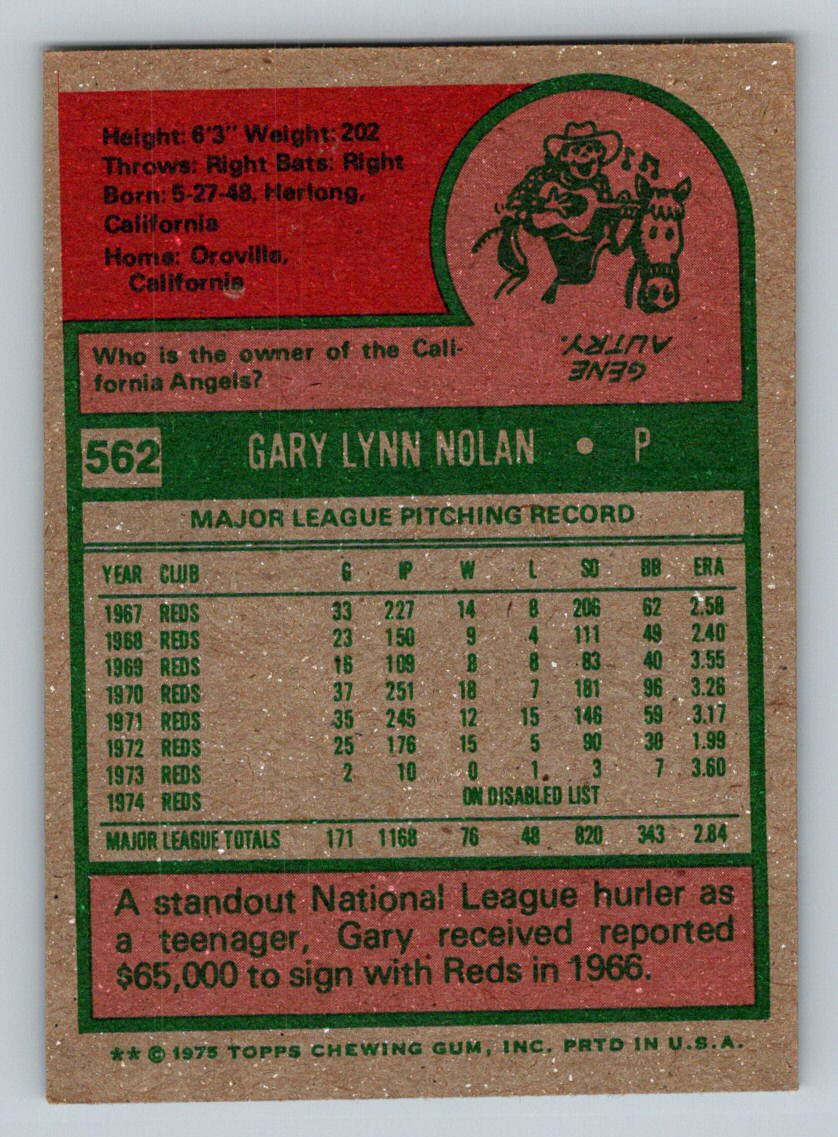 Height: 6'3" Weight: 202
Throws: Right Bats: Right
Born: 5-27-48, Herlong,
California
Home: Oroville,
California
GENE
AUTRY.
Who is the owner of the Cali-
fornia Angels?
562 GARY LYNN NOLAN • P
MAJOR LEAGUE PITCHING RECORD
YEAR CLUB G IP W L SO BB ERA
1967 REDS 33 227 14 8 206 62 2.58
1968 REDS 23 150 9 4 111 49 2.40
1969 REDS 16 109 8 8 83 40 3.55
1970 REDS 37 251 18 7 181 96 3.26
1971 REDS 35 245 12 15 146 59 3.17
1972 REDS 25 176 15 5 90 30 1.99
1973 REDS 2 10 0 1 3 7 3.60
1974 REDS ON DISABLED LIST
MAJOR LEAGUE TOTALS 171 1168 76 48 820 343 2.84
A standout National League hurler as
a teenager, Gary received reported
$65,000 to sign with Reds in 1966.
** © 1975 TOPPS CHEWING GUM, INC. PRTD IN U.S.A.